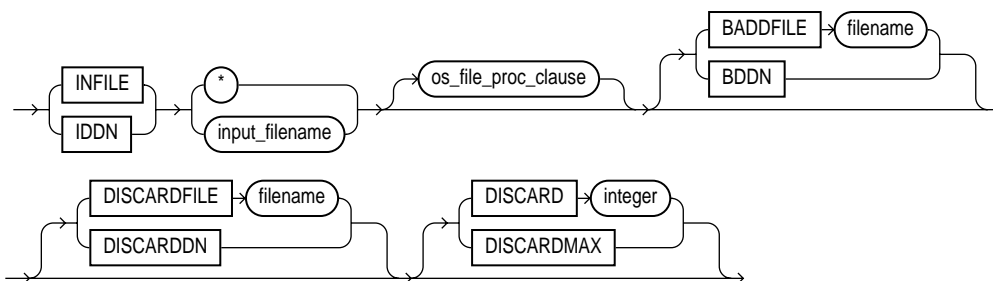 BADDFILE filename
INFILE * os_file_proc_clause BDDN
IDDN input_filename
DISCARDFILE filename DISCARD integer
DISCARDDN DISCARDMAX